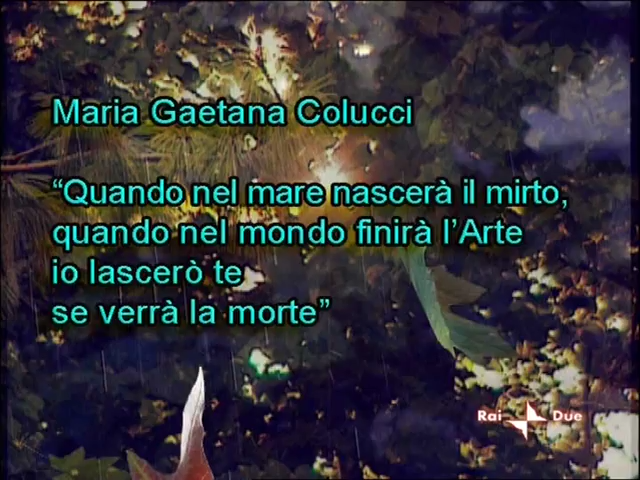 Maria Gaetana Colucci
“Quando nel mare nascerà il mirto,
quando nel mondo finirà l’Arte
io lascerò te
se verrà la morte”
Rai Due